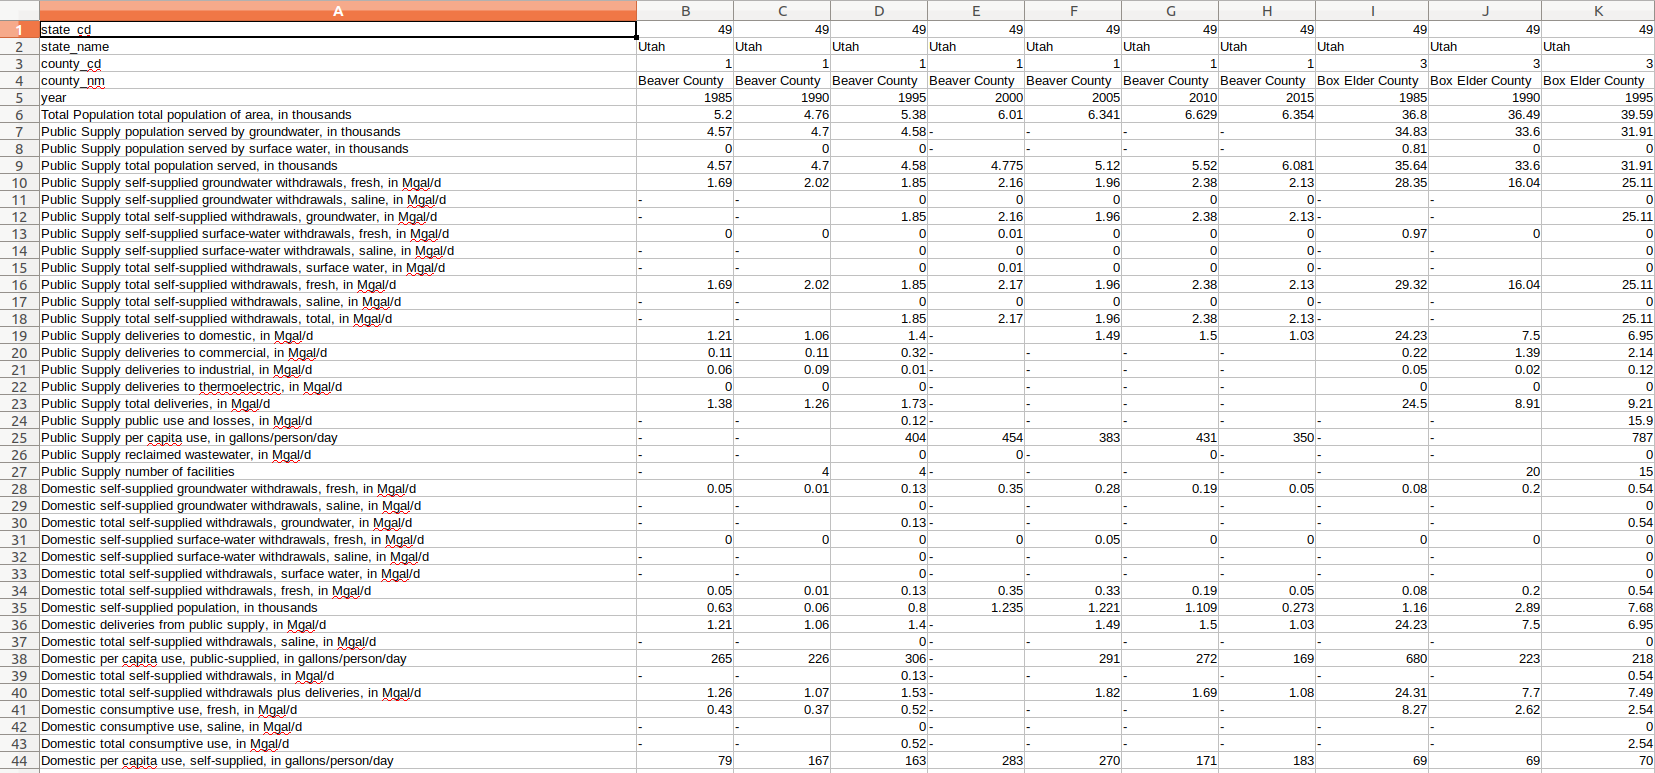 A B C D E F G H I J K
1 state_cd 49 49 49 49 49 49 49 49 49 49
2 state_name Utah Utah Utah Utah Utah Utah Utah Utah Utah Utah
3 county_cd 1 1 1 1 1 1 1 3 3 3
4 county_nm Beaver County Beaver County Beaver County Beaver County Beaver County Beaver County Beaver County Box Elder County Box Elder County Box Elder County
5 year 1985 1990 1995 2000 2005 2010 2015 1985 1990 1995
6 Total Population total population of area, in thousands 5.2 4.76 5.38 6.01 6.341 6.629 6.354 36.8 36.49 39.59
7 Public Supply population served by groundwater, in thousands 4.57 4.7 4.58 - - - - 34.83 33.6 31.91
8 Public Supply population served by surface water, in thousands 0 0 0 - - - - 0.81 0 0
9 Public Supply total population served, in thousands 4.57 4.7 4.58 4.775 5.12 5.52 6.081 35.64 33.6 31.91
10 Public Supply self-supplied groundwater withdrawals, fresh, in Mgal/d 1.69 2.02 1.85 2.16 1.96 2.38 2.13 28.35 16.04 25.11
11 Public Supply self-supplied groundwater withdrawals, saline, in Mgal/d - - 0 0 0 0 0 - - 0
12 Public Supply total self-supplied withdrawals, groundwater, in Mgal/d - - 1.85 2.16 1.96 2.38 2.13 - - 25.11
13 Public Supply self-supplied surface-water withdrawals, fresh, in Mgal/d 0 0 0 0.01 0 0 0 0.97 0 0
14 Public Supply self-supplied surface-water withdrawals, saline, in Mgal/d - - 0 0 0 0 0 - - 0
15 Public Supply total self-supplied withdrawals, surface water, in Mgal/d - - 0 0.01 0 0 0 - - 0
16 Public Supply total self-supplied withdrawals, fresh, in Mgal/d 1.69 2.02 1.85 2.17 1.96 2.38 2.13 29.32 16.04 25.11
17 Public Supply total self-supplied withdrawals, saline, in Mgal/d - - 0 0 0 0 0 - - 0
18 Public Supply total self-supplied withdrawals, total, in Mgal/d - - 1.85 2.17 1.96 2.38 2.13 - - 25.11
19 Public Supply deliveries to domestic, in Mgal/d 1.21 1.06 1.4 - 1.49 1.5 1.03 24.23 7.5 6.95
20 Public Supply deliveries to commercial, in Mgal/d 0.11 0.11 0.32 - - - - 0.22 1.39 2.14
21 Public Supply deliveries to industrial, in Mgal/d 0.06 0.09 0.01 - - - - 0.05 0.02 0.12
22 Public Supply deliveries to thermoelectric, in Mgal/d 0 0 0 - - - - 0 0 0
23 Public Supply total deliveries, in Mgal/d 1.38 1.26 1.73 - - - - 24.5 8.91 9.21
24 Public Supply public use and losses, in Mgal/d - - 0.12 - - - - - - 15.9
25 Public Supply per capita use, in gallons/person/day - - 404 454 383 431 350 - - 787
26 Public Supply reclaimed wastewater, in Mgal/d - - 0 0 - 0 - - - 0
27 Public Supply number of facilities - 4 4 - - - - - 20 15
28 Domestic self-supplied groundwater withdrawals, fresh, in Mgal/d 0.05 0.01 0.13 0.35 0.28 0.19 0.05 0.08 0.2 0.54
29 Domestic self-supplied groundwater withdrawals, saline, in Mgal/d - - 0 - - - - - - 0
30 Domestic total self-supplied withdrawals, groundwater, in Mgal/d - - 0.13 - - - - - - 0.54
31 Domestic self-supplied surface-water withdrawals, fresh, in Mgal/d 0 0 0 0 0.05 0 0 0 0 0
32 Domestic self-supplied surface-water withdrawals, saline, in Mgal/d - - 0 - - - - - - 0
33 Domestic total self-supplied withdrawals, surface water, in Mgal/d - - 0 - - - - - - 0
34 Domestic total self-supplied withdrawals, fresh, in Mgal/d 0.05 0.01 0.13 0.35 0.33 0.19 0.05 0.08 0.2 0.54
35 Domestic self-supplied population, in thousands 0.63 0.06 0.8 1.235 1.221 1.109 0.273 1.16 2.89 7.68
36 Domestic deliveries from public supply, in Mgal/d 1.21 1.06 1.4 - 1.49 1.5 1.03 24.23 7.5 6.95
37 Domestic total self-supplied withdrawals, saline, in Mgal/d - - 0 - - - - - - 0
38 Domestic per capita use, public-supplied, in gallons/person/day 265 226 306 - 291 272 169 680 223 218
39 Domestic total self-supplied withdrawals, in Mgal/d - - 0.13 - - - - - - 0.54
40 Domestic total self-supplied withdrawals plus deliveries, in Mgal/d 1.26 1.07 1.53 - 1.82 1.69 1.08 24.31 7.7 7.49
41 Domestic consumptive use, fresh, in Mgal/d 0.43 0.37 0.52 - - - - 8.27 2.62 2.54
42 Domestic consumptive use, saline, in Mgal/d - - 0 - - - - - - 0
43 Domestic total consumptive use, in Mgal/d - - 0.52 - - - - - - 2.54
44 Domestic per capita use, self-supplied, in gallons/person/day 79 167 163 283 270 171 183 69 69 70